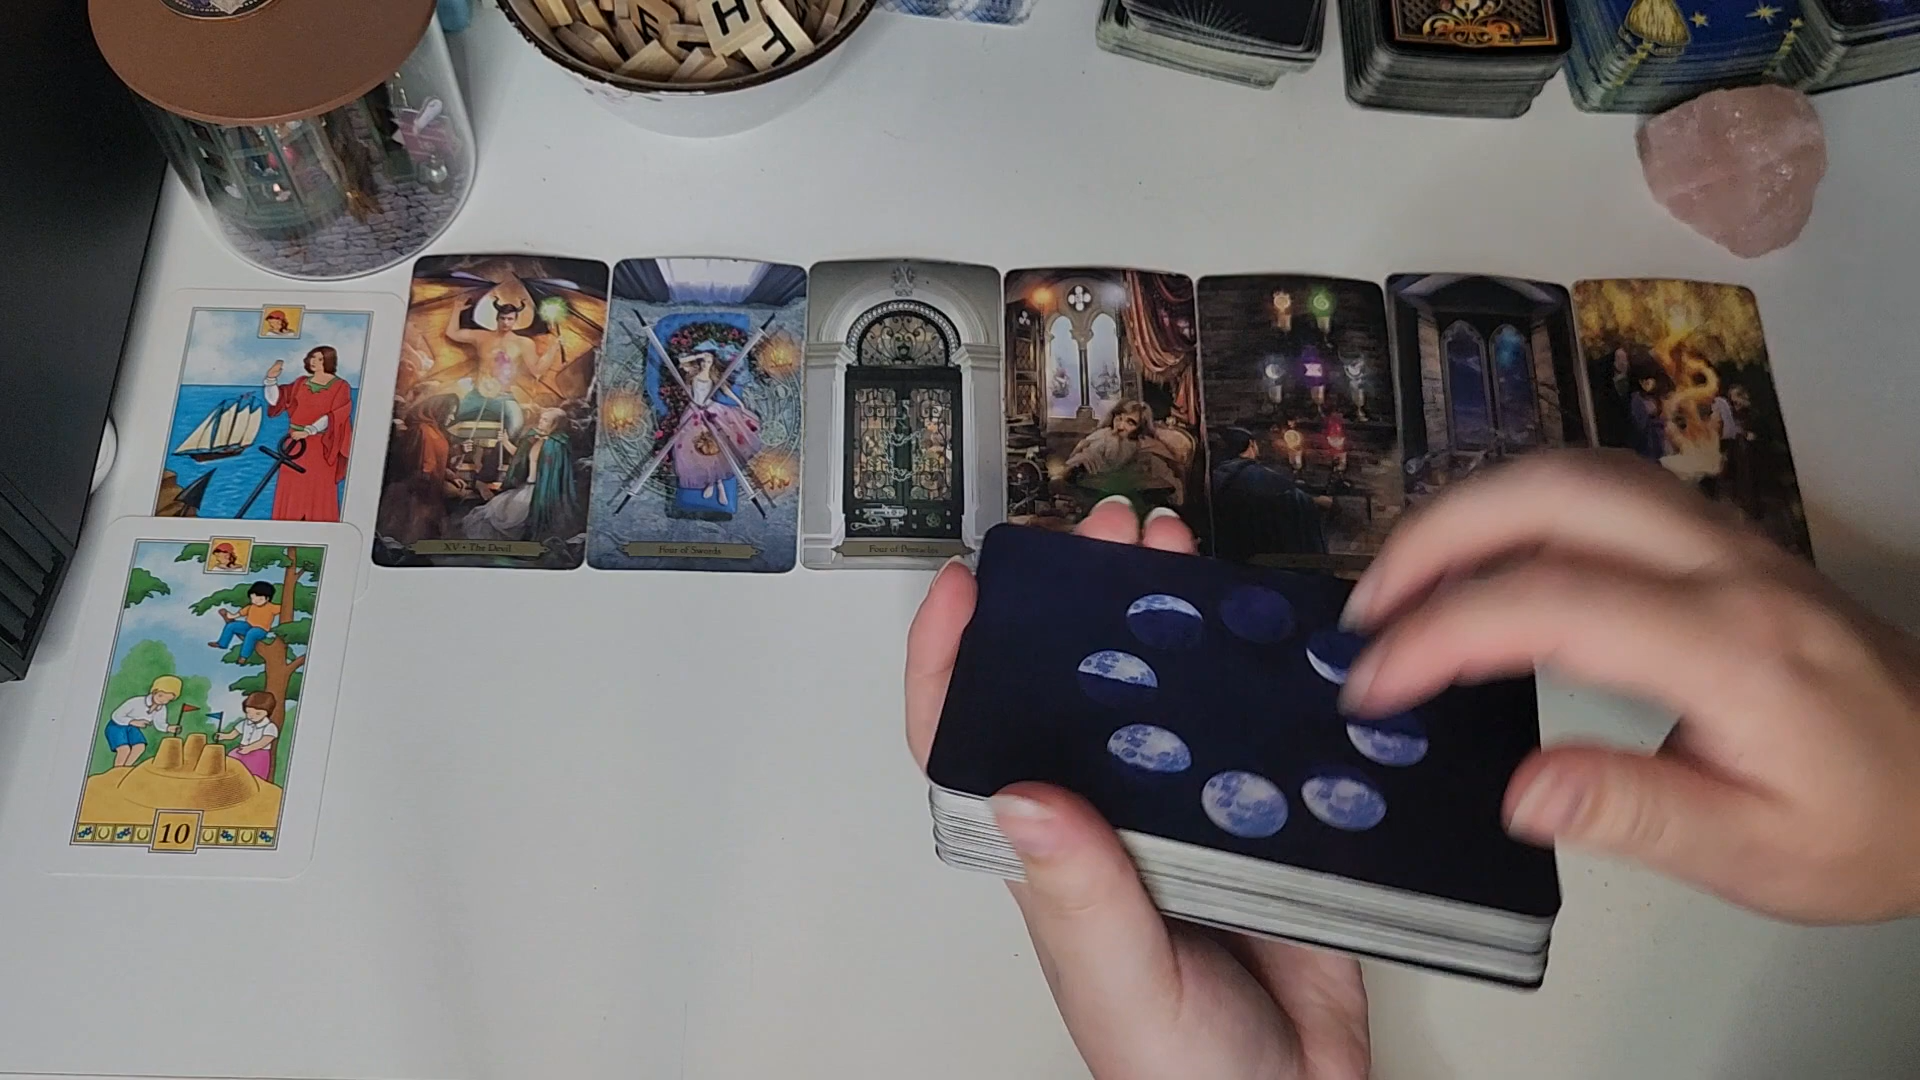 XV • The Devil
Four of Swords
Four of Pentacles
10